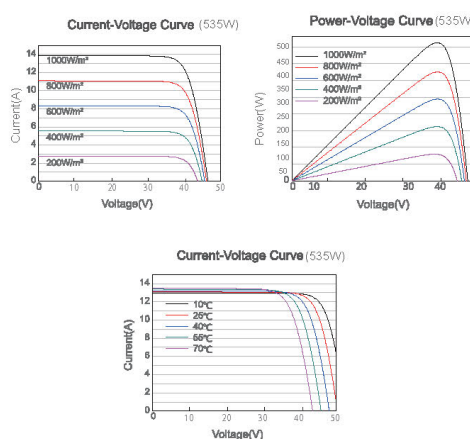 Current-Voltage Curve (535W)
14
12
10
8
6
4
2
0
1000W/m²
800W/m²
600W/m²
400W/m²
200W/m²
0 10 20 30 40 50
Current(A)
Voltage(V)
Power-Voltage Curve (535W)
500
450
400
350
300
250
200
150
100
50
0
1000W/m²
800W/m²
600W/m²
400W/m²
200W/m²
0 10 20 30 40 50
Power(W)
Voltage(V)
Current-Voltage Curve (535W)
14
12
10
8
6
4
2
0
10℃
25℃
40℃
55℃
70℃
0 10 20 30 40 50
Current(A)
Voltage(V)